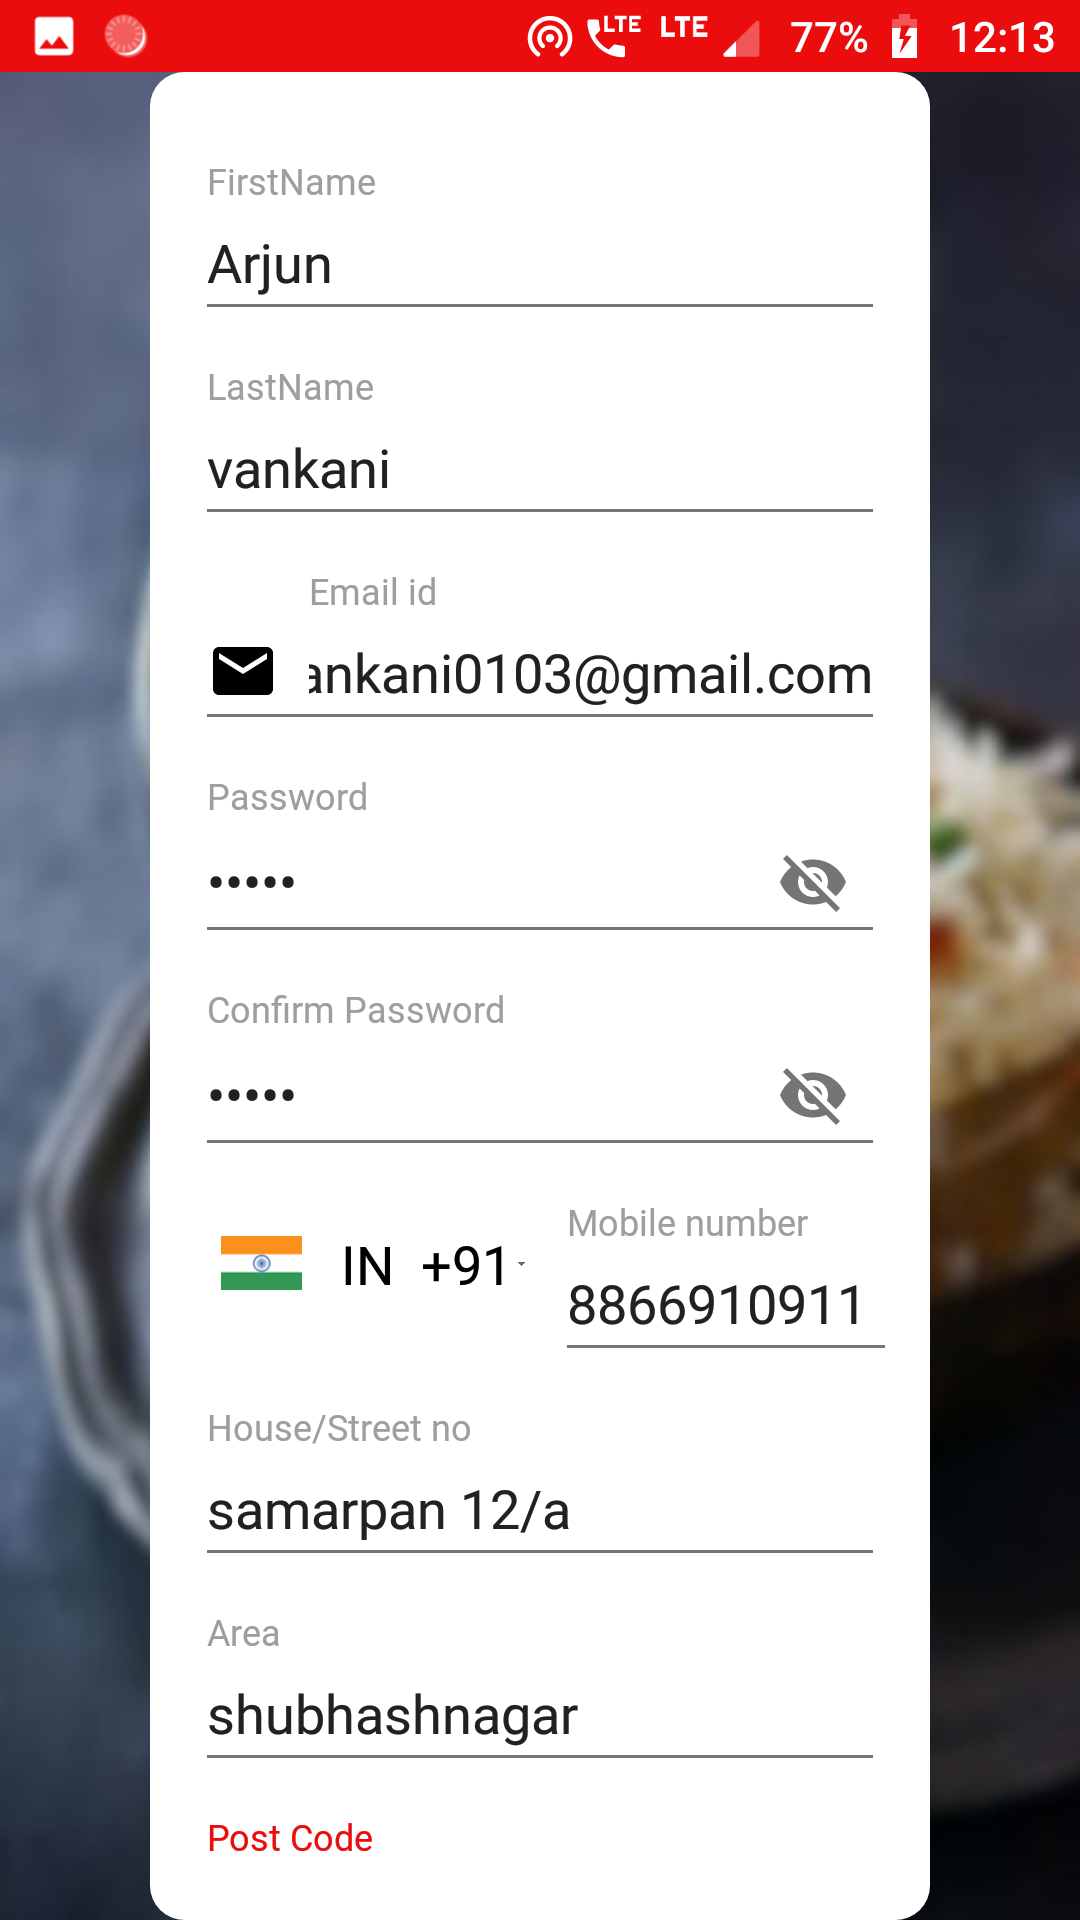 LTE LTE 77% 12:13
FirstName
Arjun
LastName
vankani
Email id
ankani0103@gmail.com
Password
•••••
Confirm Password
•••••
Mobile number
IN +91 8866910911
House/Street no
samarpan 12/a
Area
shubhashnagar
Post Code